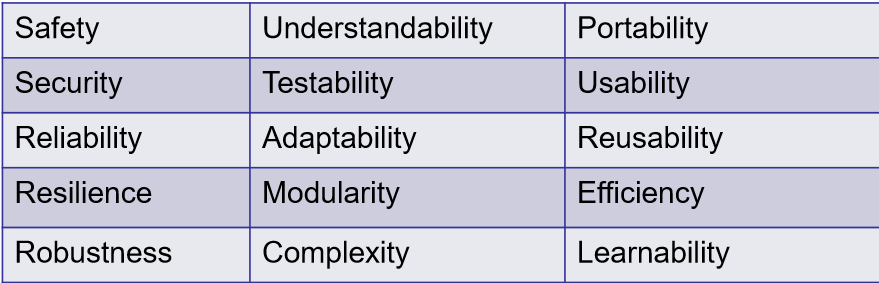 Safety Understandability Portability
Security Testability Usability
Reliability Adaptability Reusability
Resilience Modularity Efficiency
Robustness Complexity Learnability